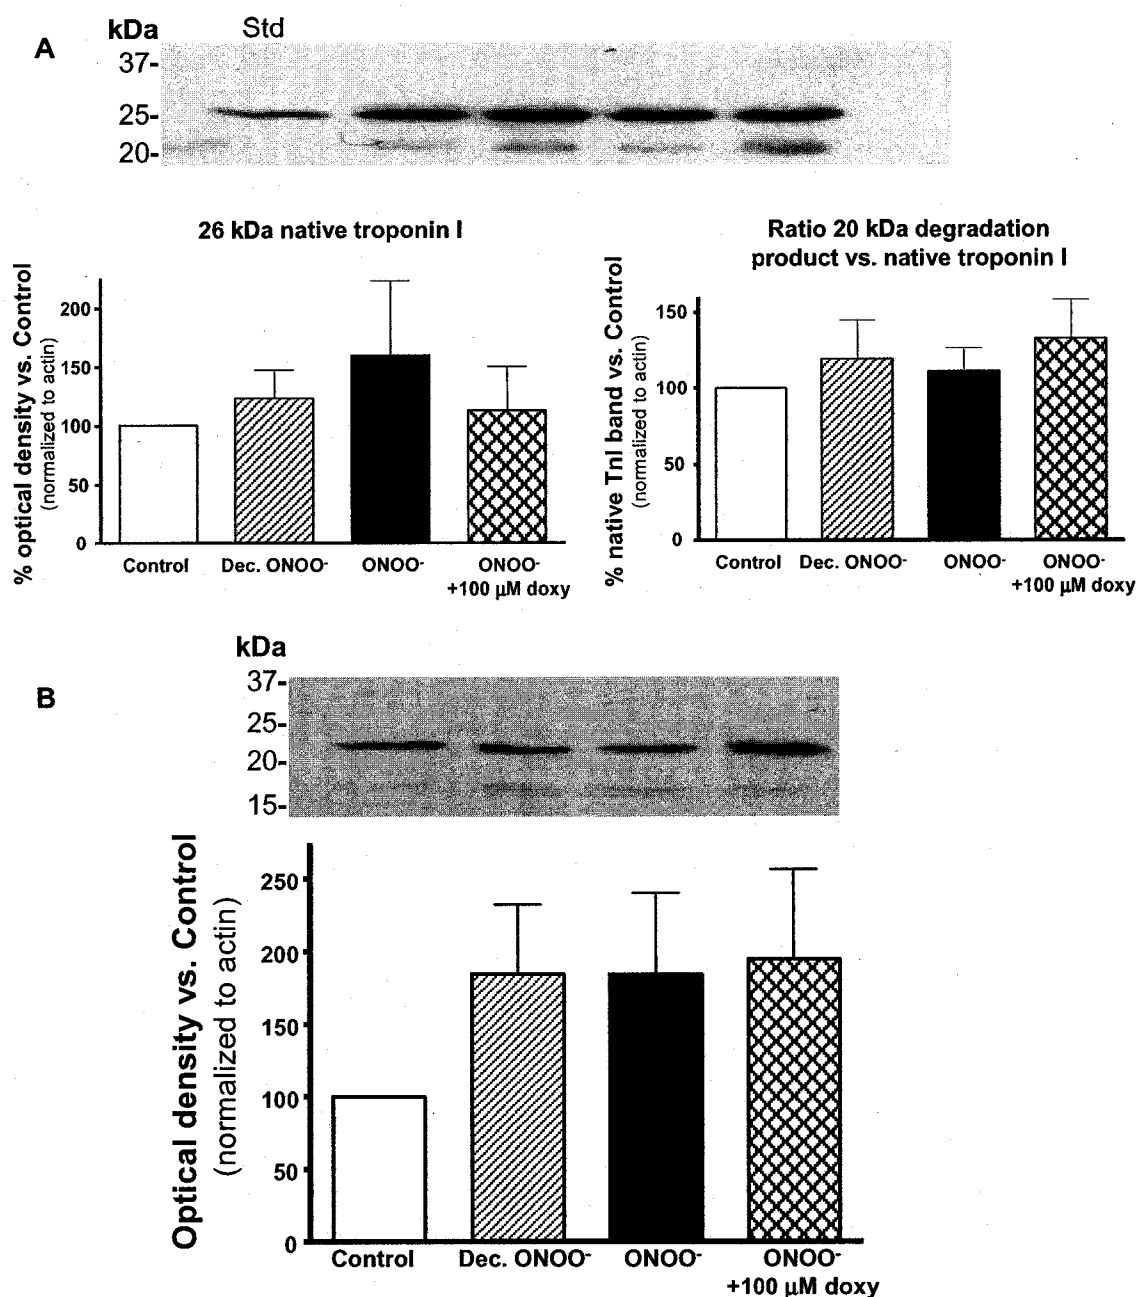 A
kDa
Std
37-
25-
20-
26 kDa native troponin I
% optical density vs. Control
(normalized to actin)
200
150
100
50
0
Control
Dec. ONOO⁻
ONOO⁻
ONOO⁻
+100 µM doxy
Ratio 20 kDa degradation
product vs. native troponin I
% native TnI band vs. Control
(normalized to actin)
150
100
50
0
Control
Dec. ONOO⁻
ONOO⁻
ONOO⁻
+100 µM doxy
B
kDa
37-
25-
20-
15-
Optical density vs. Control
(normalized to actin)
250
200
150
100
50
0
Control
Dec. ONOO⁻
ONOO⁻
ONOO⁻
+100 µM doxy